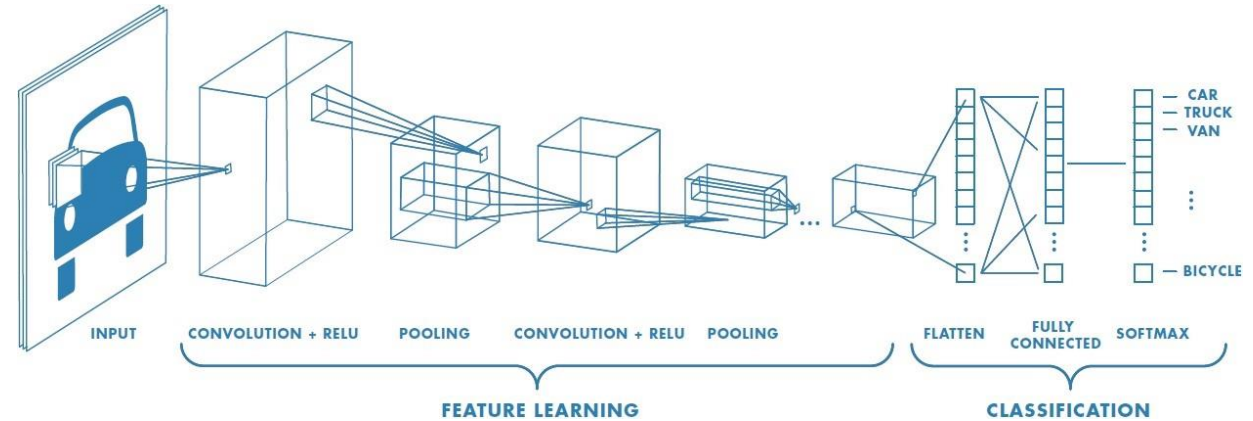 CAR
TRUCK
VAN
BICYCLE
INPUT
CONVOLUTION + RELU
POOLING
CONVOLUTION + RELU
POOLING
FLATTEN
FULLY
CONNECTED
SOFTMAX
FEATURE LEARNING
CLASSIFICATION